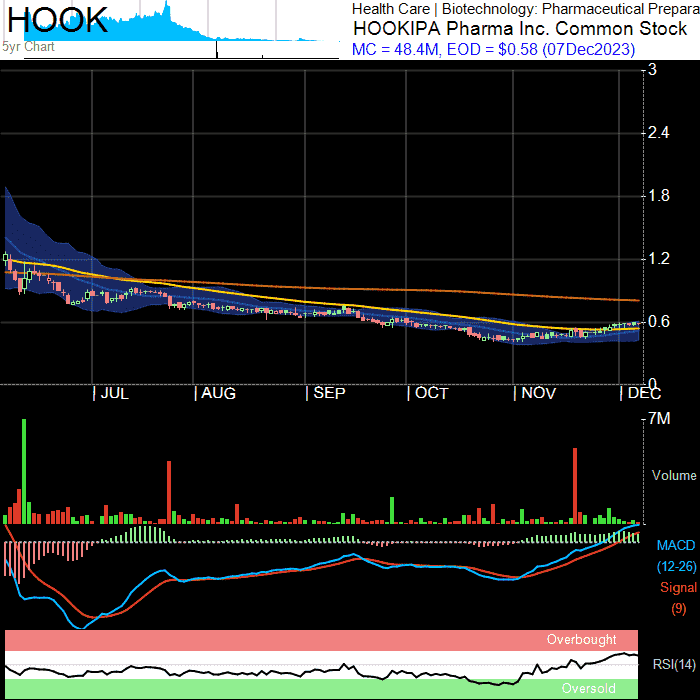 HOOK
5yr Chart
Health Care | Biotechnology: Pharmaceutical Prepara
HOOKIPA Pharma Inc. Common Stock
MC = 48.4M, EOD = $0.58 (07Dec2023)
3
2.4
1.8
1.2
0.6
0
JUL AUG SEP OCT NOV DEC
7M
Volume
MACD
(12-26)
Signal
(9)
Overbought
RSI(14)
Oversold